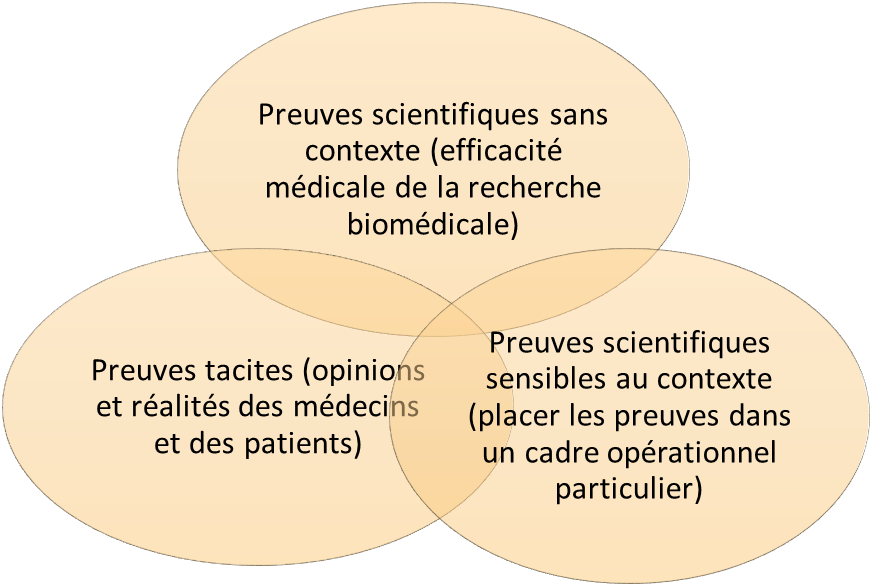 Preuves scientifiques sans
contexte (efficacité
médicale de la recherche
biomédicale)
Preuves tacites (opinions
et réalités des médecins
et des patients)
Preuves scientifiques
sensibles au contexte
(placer les preuves dans
un cadre opérationnel
particulier)